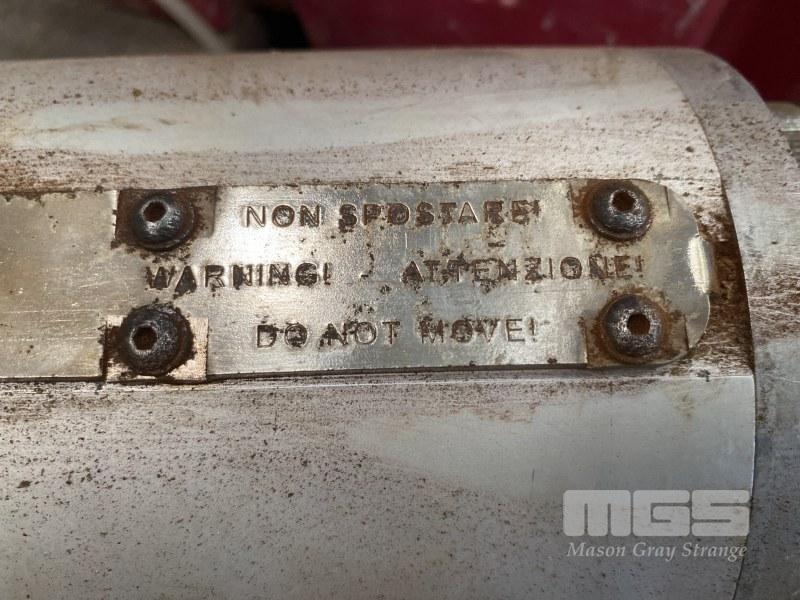 NON SPOSTARE!
WARNING! ATTENZIONE!
DO NOT MOVE!
MGS
Mason Gray Strange